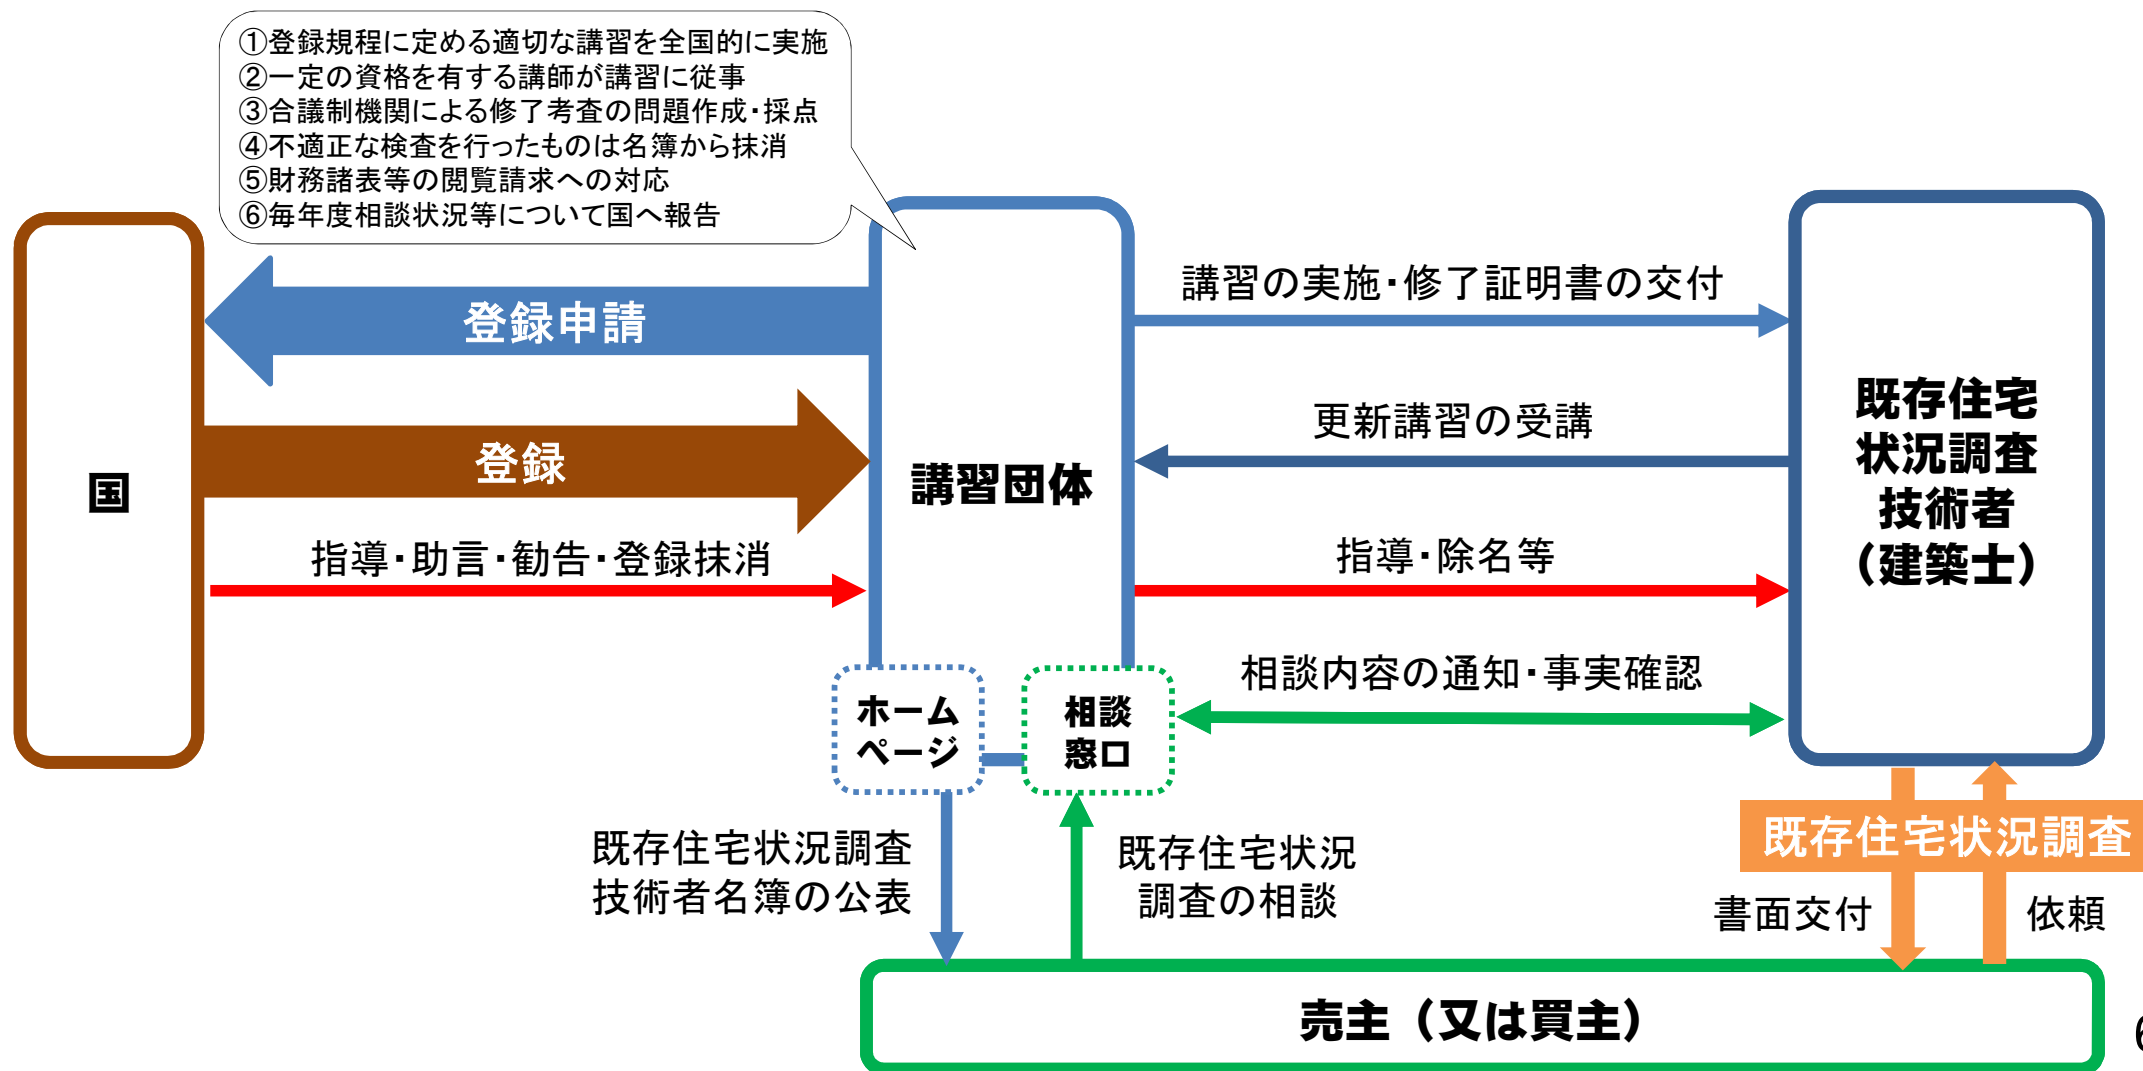 ①登録規程に定める適切な講習を全国的に実施
②一定の資格を有する講師が講習に従事
③合議制機関による修了考査の問題作成・採点
④不適正な検査を行ったものは名簿から抹消
⑤財務諸表等の閲覧請求への対応
⑥毎年度相談状況等について国へ報告
国
登録申請
登録
指導・助言・勧告・登録抹消
講習団体
講習の実施・修了証明書の交付
更新講習の受講
指導・除名等
相談内容の通知・事実確認
既存住宅
状況調査
技術者
（建築士）
ホーム
ページ
相談
窓口
既存住宅状況調査
技術者名簿の公表
既存住宅状況
調査の相談
既存住宅状況調査
書面交付
依頼
売主（又は買主）